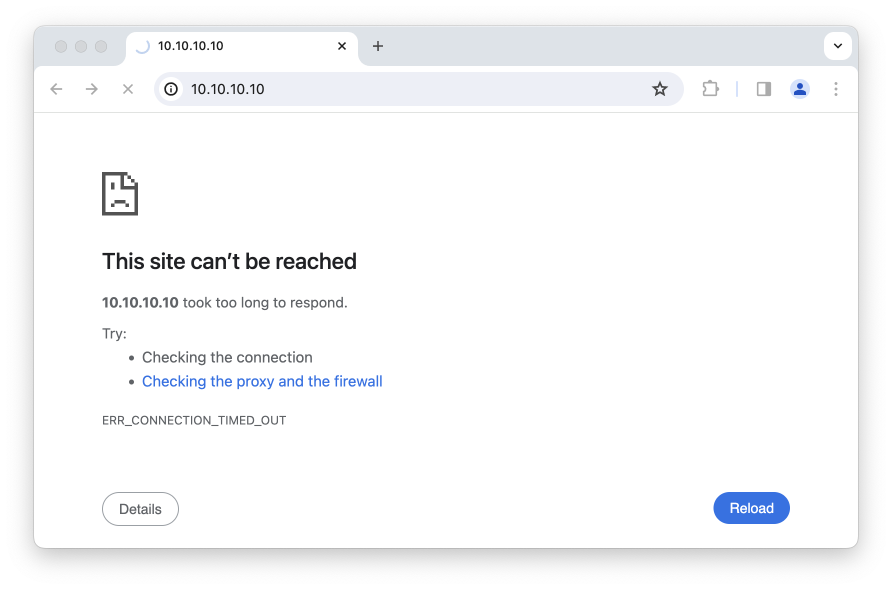 10.10.10.10
10.10.10.10
This site can’t be reached
10.10.10.10 took too long to respond.
Try:
• Checking the connection
• Checking the proxy and the firewall
ERR_CONNECTION_TIMED_OUT
Details
Reload